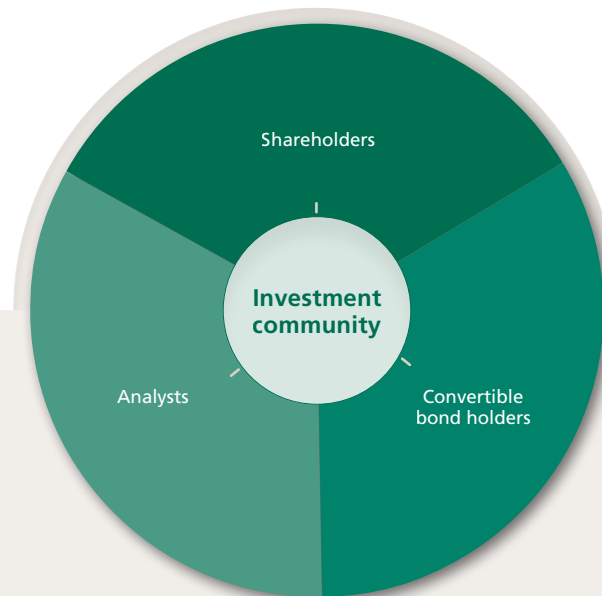 Shareholders
Investment
community
Analysts
Convertible
bond holders